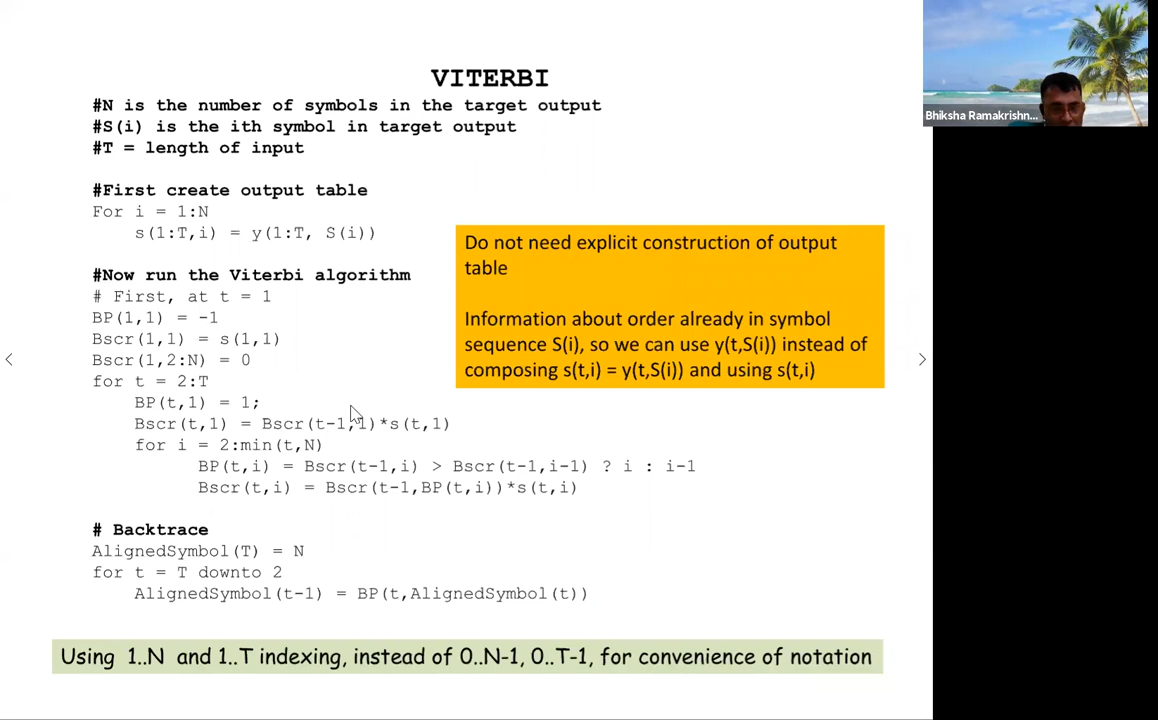 VITERBI
#N is the number of symbols in the target output
#S(i) is the ith symbol in target output
#T = length of input
#First create output table
For i = 1:N
s(1:T,i) = y(1:T, S(i))
#Now run the Viterbi algorithm
# First, at t = 1
BP(1,1) = -1
Bscr(1,1) = s(1,1)
Bscr(1,2:N) = 0
for t = 2:T
BP(t,1) = 1;
Bscr(t,1) = Bscr(t-1,1)*s(t,1)
for i = 2:min(t,N)
BP(t,i) = Bscr(t-1,i) > Bscr(t-1,i-1) ? i : i-1
Bscr(t,i) = Bscr(t-1,BP(t,i))*s(t,i)
# Backtrace
AlignedSymbol(T) = N
for t = T downto 2
AlignedSymbol(t-1) = BP(t,AlignedSymbol(t))
Do not need explicit construction of output
table
Information about order already in symbol
sequence S(i), so we can use y(t,S(i)) instead of
composing s(t,i) = y(t,S(i)) and using s(t,i)
Using 1..N and 1..T indexing, instead of 0..N-1, 0..T-1, for convenience of notation
Bhiksha Ramakrishn...